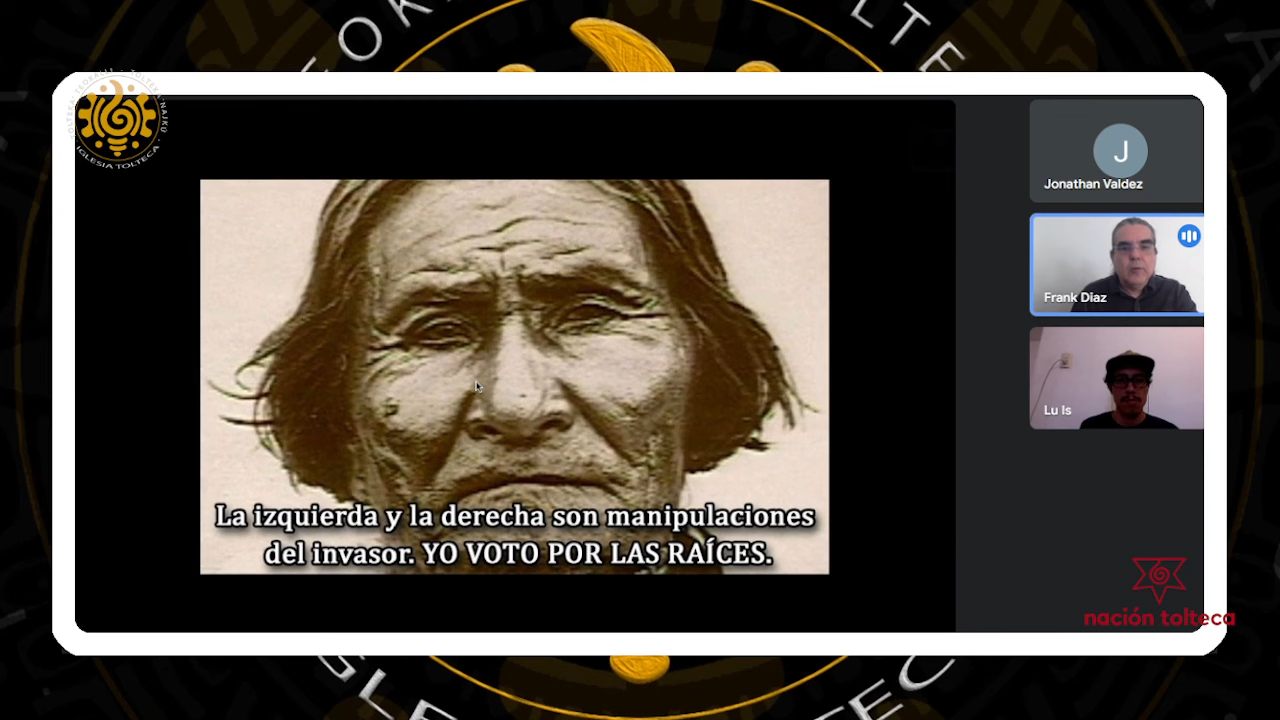 IGLESIA TOLTECA
La izquierda y la derecha son manipulaciones
del invasor. YO VOTO POR LAS RAÍCES.
J
Jonathan Valdez
Frank Diaz
Lu Is
nación tolteca